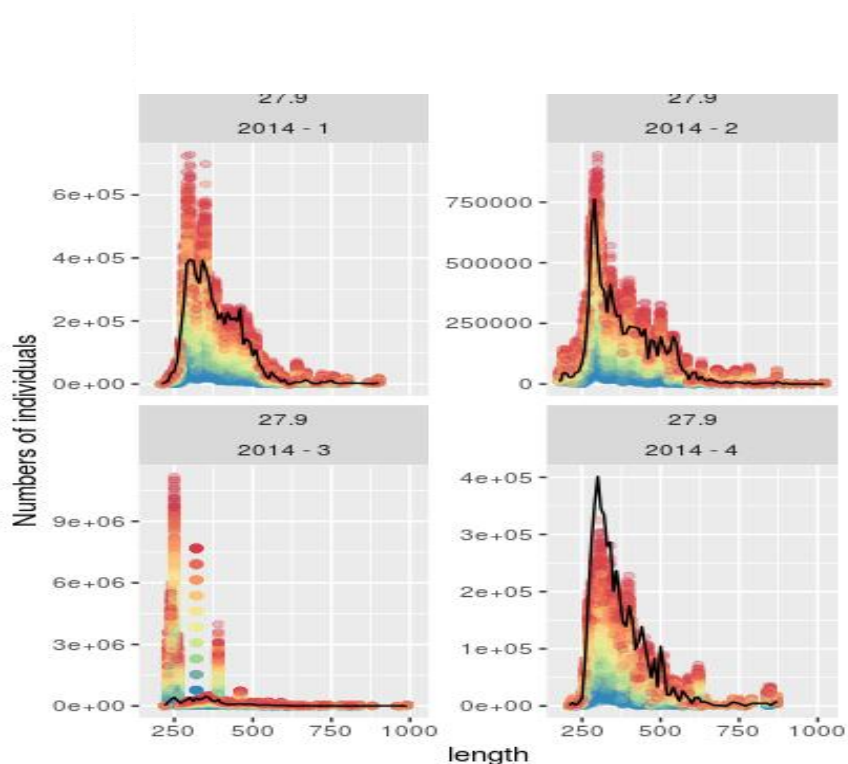 27.9
27.9
2014 - 1
2014 - 2
6e+05
4e+05
2e+05
0e+00
750000
500000
250000
0
27.9
27.9
2014 - 3
2014 - 4
9e+06
6e+06
3e+06
0e+00
4e+05
3e+05
2e+05
1e+05
0e+00
250 500 750 1000
250 500 750 1000
length
Numbers of individuals